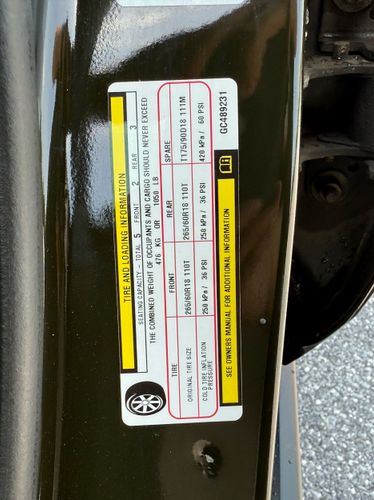 TIRE AND LOADING INFORMATION
SEATING CAPACITY - TOTAL 5 FRONT 2 REAR 3
THE COMBINED WEIGHT OF OCCUPANTS AND CARGO SHOULD NEVER EXCEED
476 KG OR 1050 LB
TIRE FRONT REAR SPARE
ORIGINAL TIRE SIZE 265/60R18 110T 265/60R18 110T T175/90D18 111M
COLD TIRE INFLATION PRESSURE 250 kPa/ 36 PSI 250 kPa/ 36 PSI 420 kPa/ 60 PSI
SEE OWNERS MANUAL FOR ADDITIONAL INFORMATION
GC489231